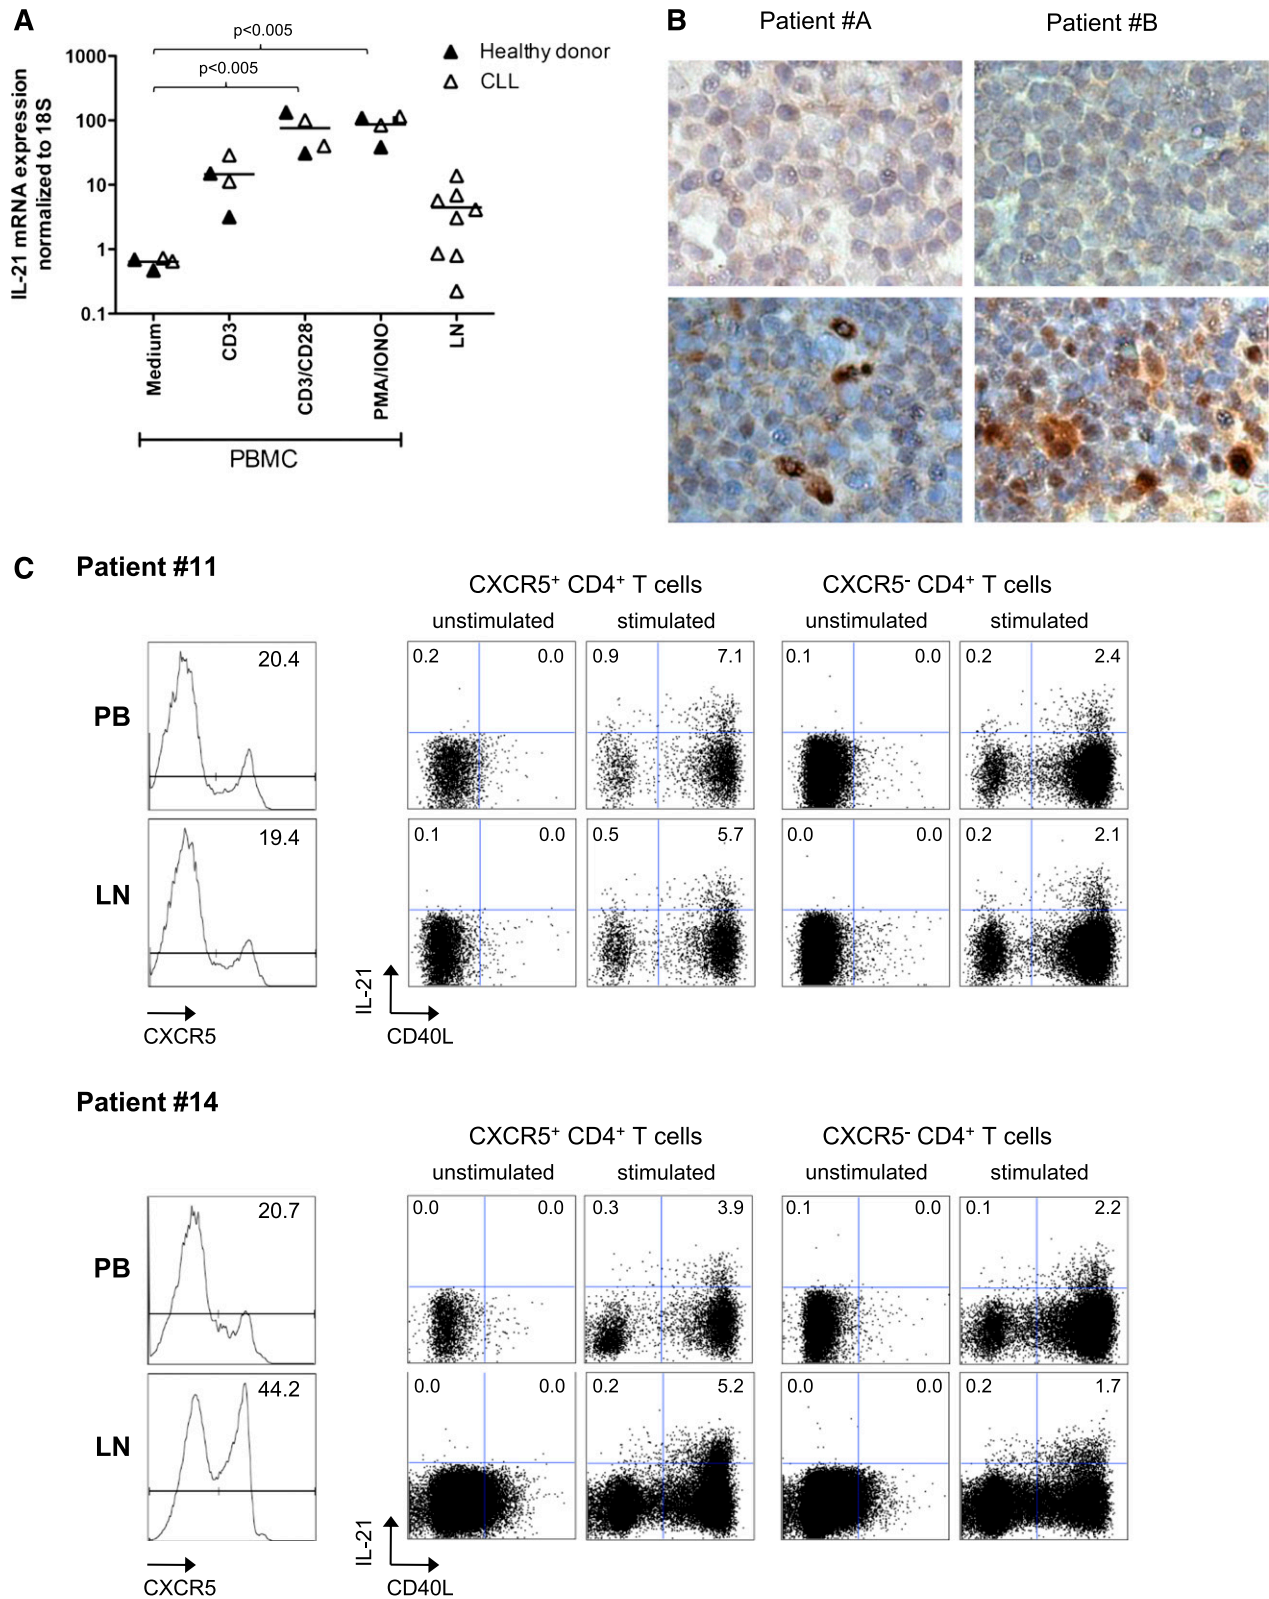 A
p<0.005
p<0.005
Healthy donor
CLL
IL-21 mRNA expression
normalized to 18S
1000
100
10
1
0.1
Medium
CD3
CD3/CD28
PMA/IONO
LN
PBMC
B
Patient #A
Patient #B
C
Patient #11
CXCR5+ CD4+ T cells
CXCR5- CD4+ T cells
unstimulated
stimulated
unstimulated
stimulated
PB
20.4
0.2 0.0
0.9 7.1
0.1 0.0
0.2 2.4
LN
19.4
0.1 0.0
0.5 5.7
0.0 0.0
0.2 2.1
CXCR5
IL-21
CD40L
Patient #14
CXCR5+ CD4+ T cells
CXCR5- CD4+ T cells
unstimulated
stimulated
unstimulated
stimulated
PB
20.7
0.0 0.0
0.3 3.9
0.1 0.0
0.1 2.2
LN
44.2
0.0 0.0
0.2 5.2
0.0 0.0
0.2 1.7
CXCR5
IL-21
CD40L